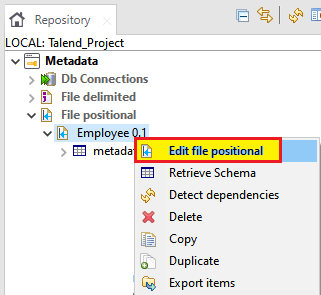 Repository
LOCAL: Talend_Project
Metadata
Db Connections
File delimited
File positional
Employee 0.1
metada
Edit file positional
Retrieve Schema
Detect dependencies
Delete
Copy
Duplicate
Export items